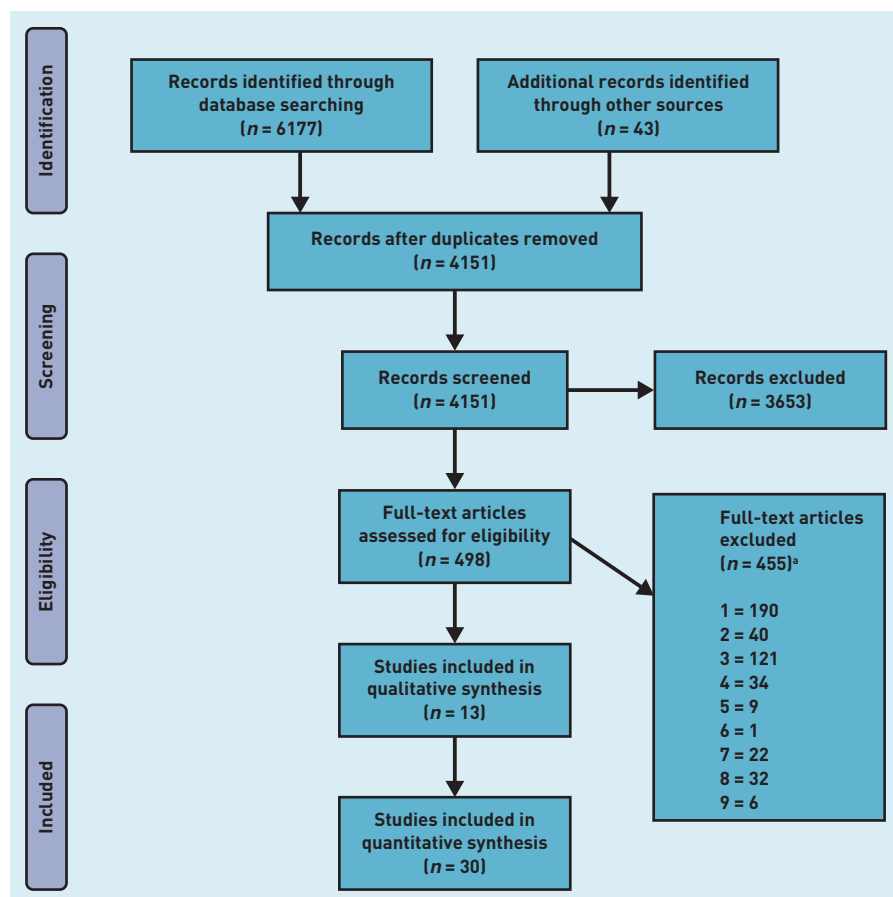 Identification
Records identified through
database searching
(n = 6177)
Additional records identified
through other sources
(n = 43)
Records after duplicates removed
(n = 4151)
Screening
Records screened
(n = 4151)
Records excluded
(n = 3653)
Eligibility
Full-text articles
assessed for eligibility
(n = 498)
Full-text articles
excluded
(n = 455)ᵃ
1 = 190
2 = 40
3 = 121
4 = 34
5 = 9
6 = 1
7 = 22
8 = 32
9 = 6
Studies included in
qualitative synthesis
(n = 13)
Included
Studies included in
quantitative synthesis
(n = 30)